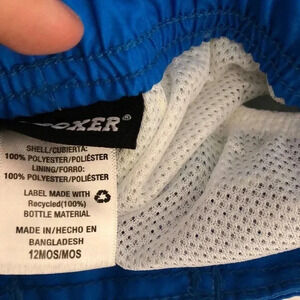 OXER®
SHELL/CUBIERTA:
100% POLYESTER/POLIÉSTER
LINING/FORRO:
100% POLYESTER/POLIÉSTER
LABEL MADE WITH
Recycled(100%)
BOTTLE MATERIAL
MADE IN/HECHO EN
BANGLADESH
12MOS/MOS